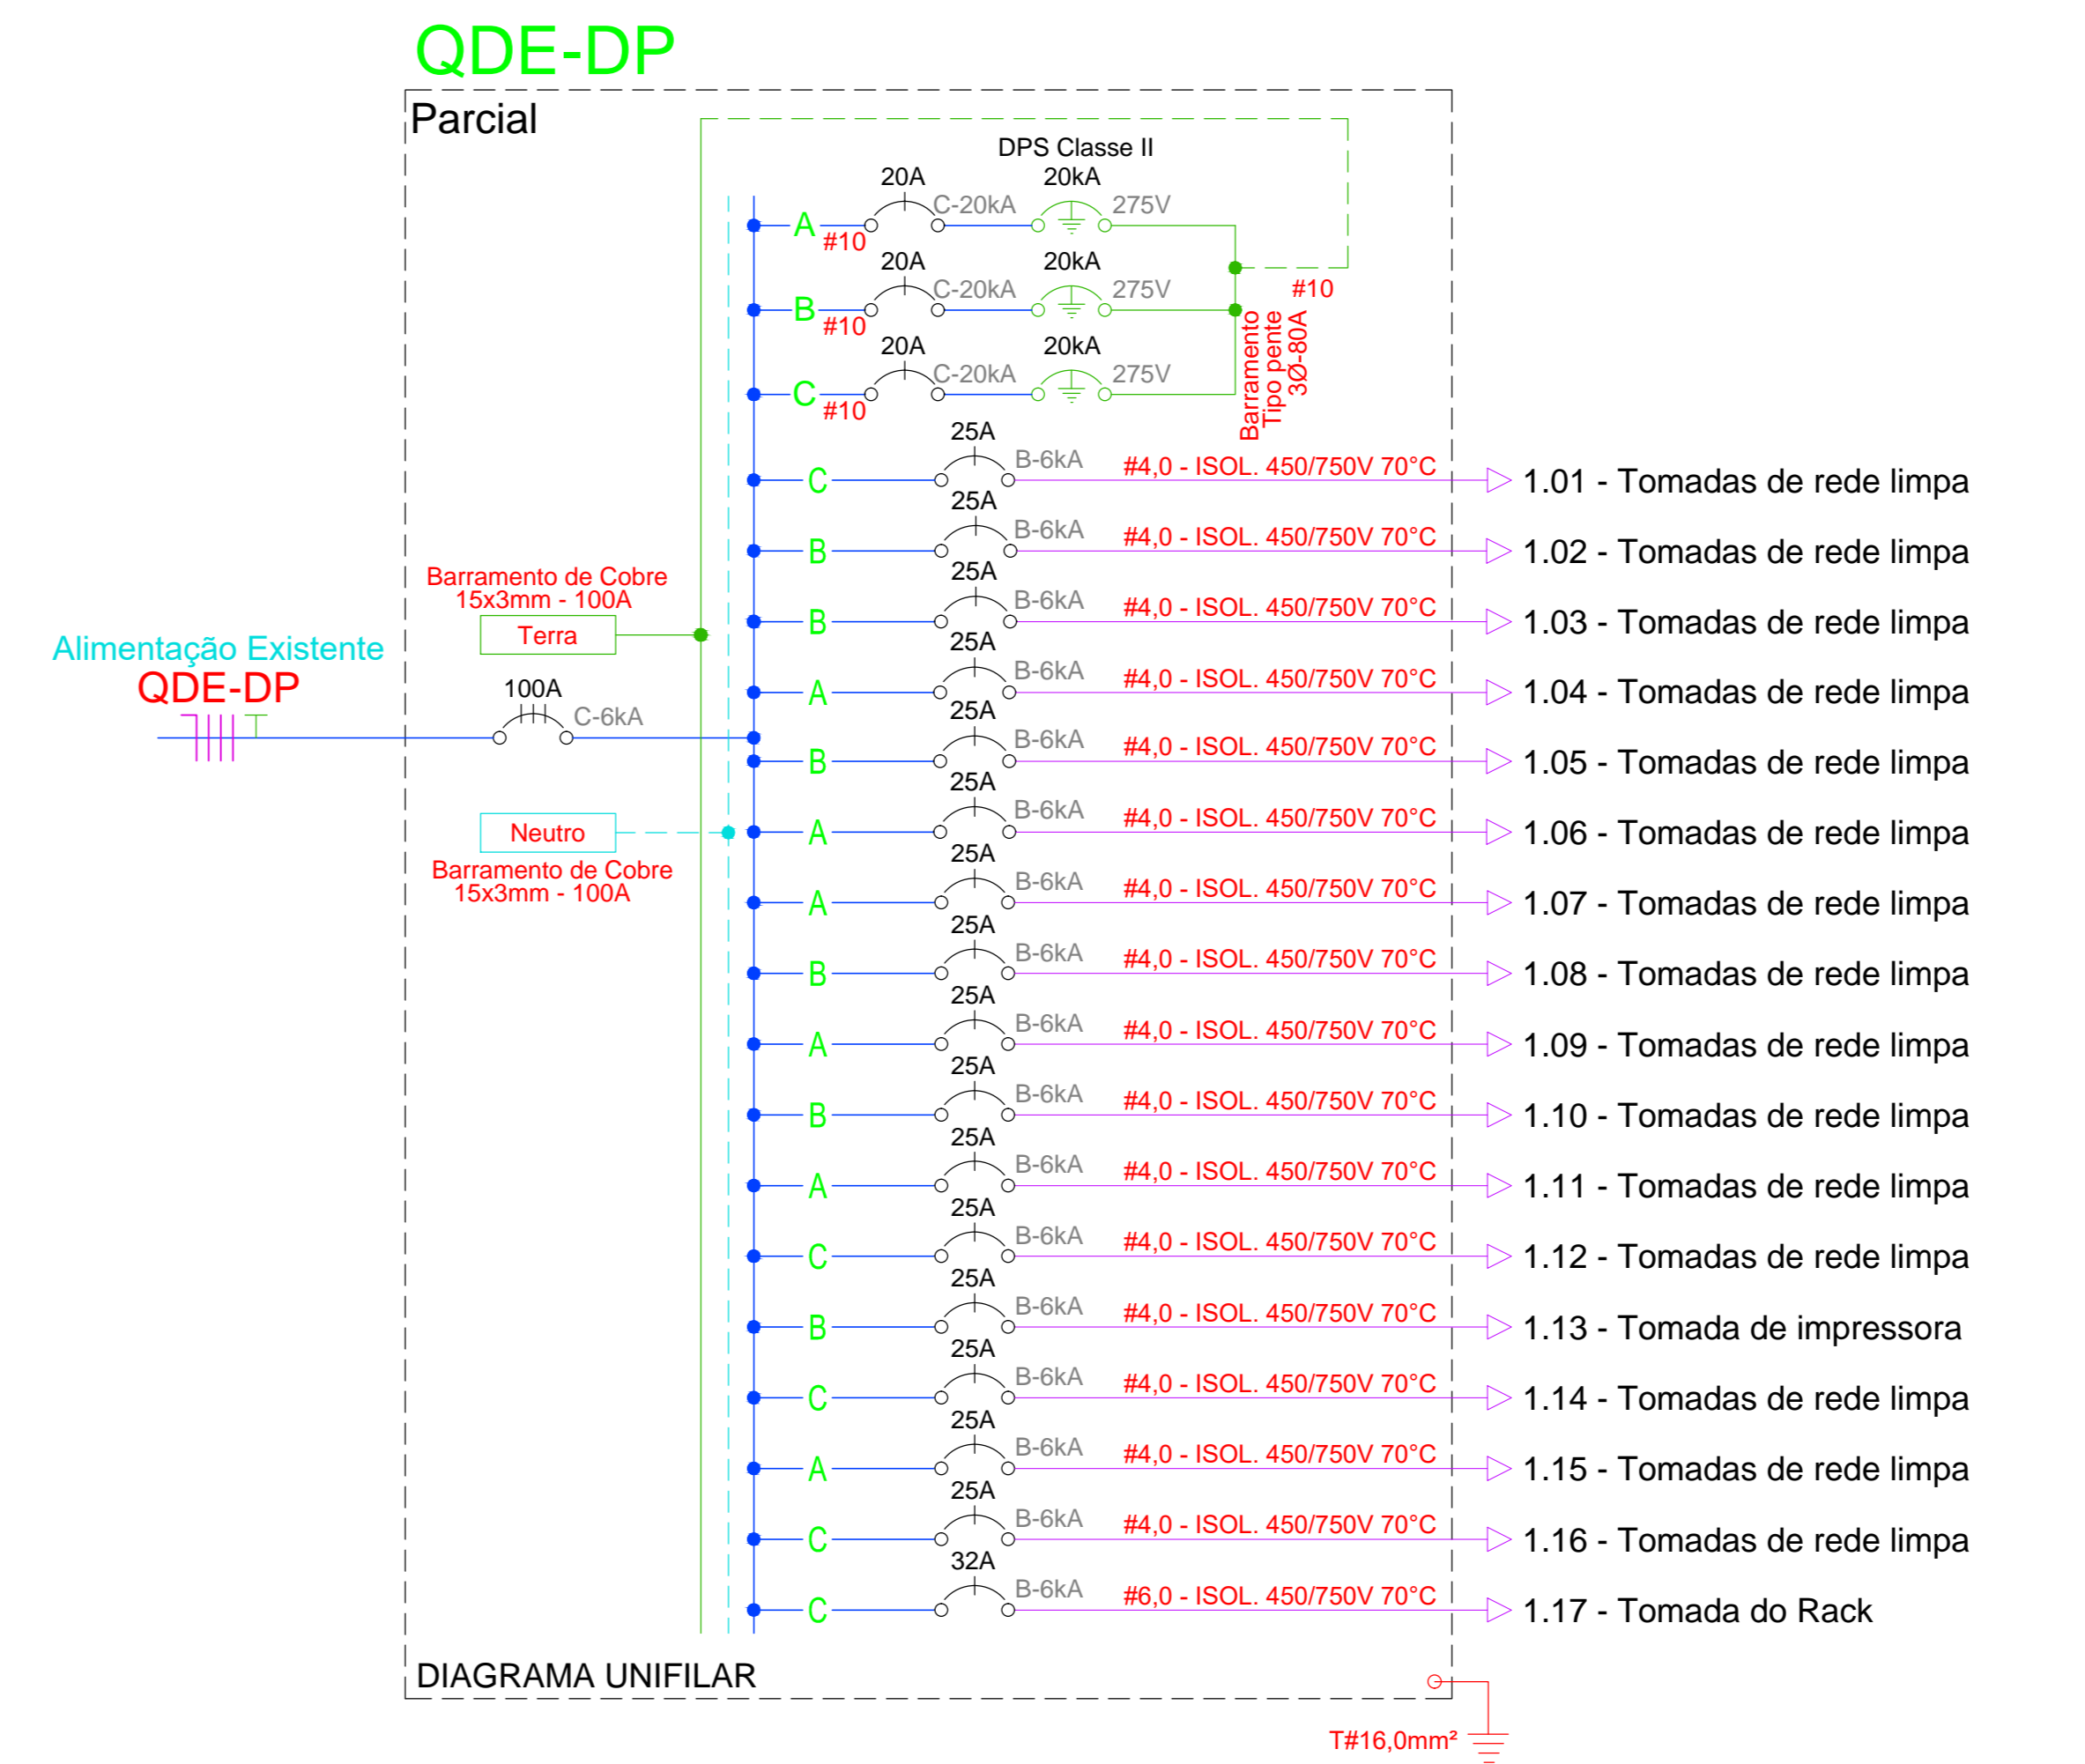 QDE-DP
Parcial
DPS Classe II
20A
20kA
A
#10
C-20kA
275V
20A
20kA
B
#10
C-20kA
275V
#10
20A
20kA
C
#10
C-20kA
275V
Barramento
Tipo pente
3Ø-80A
25A
C
B-6kA
#4,0 - ISOL. 450/750V 70°C
1.01 - Tomadas de rede limpa
25A
B
B-6kA
#4,0 - ISOL. 450/750V 70°C
1.02 - Tomadas de rede limpa
25A
B
B-6kA
#4,0 - ISOL. 450/750V 70°C
1.03 - Tomadas de rede limpa
25A
A
B-6kA
#4,0 - ISOL. 450/750V 70°C
1.04 - Tomadas de rede limpa
25A
B
B-6kA
#4,0 - ISOL. 450/750V 70°C
1.05 - Tomadas de rede limpa
25A
A
B-6kA
#4,0 - ISOL. 450/750V 70°C
1.06 - Tomadas de rede limpa
25A
A
B-6kA
#4,0 - ISOL. 450/750V 70°C
1.07 - Tomadas de rede limpa
25A
B
B-6kA
#4,0 - ISOL. 450/750V 70°C
1.08 - Tomadas de rede limpa
25A
A
B-6kA
#4,0 - ISOL. 450/750V 70°C
1.09 - Tomadas de rede limpa
25A
B
B-6kA
#4,0 - ISOL. 450/750V 70°C
1.10 - Tomadas de rede limpa
25A
A
B-6kA
#4,0 - ISOL. 450/750V 70°C
1.11 - Tomadas de rede limpa
25A
C
B-6kA
#4,0 - ISOL. 450/750V 70°C
1.12 - Tomadas de rede limpa
25A
B
B-6kA
#4,0 - ISOL. 450/750V 70°C
1.13 - Tomada de impressora
25A
C
B-6kA
#4,0 - ISOL. 450/750V 70°C
1.14 - Tomadas de rede limpa
25A
A
B-6kA
#4,0 - ISOL. 450/750V 70°C
1.15 - Tomadas de rede limpa
25A
C
B-6kA
#4,0 - ISOL. 450/750V 70°C
1.16 - Tomadas de rede limpa
32A
C
B-6kA
#6,0 - ISOL. 450/750V 70°C
1.17 - Tomada do Rack
Barramento de Cobre
15x3mm - 100A
Terra
Alimentação Existente
QDE-DP
100A
C-6kA
Neutro
Barramento de Cobre
15x3mm - 100A
DIAGRAMA UNIFILAR
T#16,0mm²